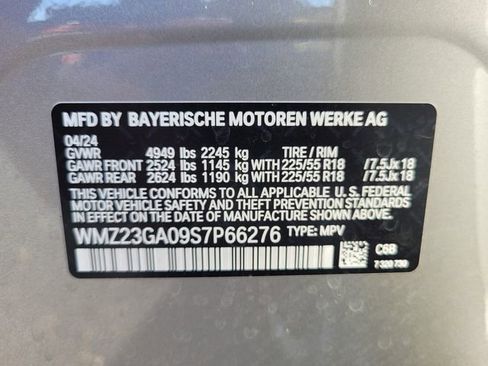 MFD BY BAYERISCHE MOTOREN WERKE AG
04/24
GVWR 4949 lbs 2245 kg TIRE / RIM
GAWR FRONT 2524 lbs 1145 kg WITH 225/55 R18 /7.5Jx18
GAWR REAR 2624 lbs 1190 kg WITH 225/55 R18 /7.5Jx18
THIS VEHICLE CONFORMS TO ALL APPLICABLE U. S. FEDERAL
MOTOR VEHICLE SAFETY STANDARDS IN EFFECT ON
THE DATE OF MANUFACTURE SHOWN ABOVE.
WMZ23GA09S7P66276 TYPE: MPV
C6B
7 320 730